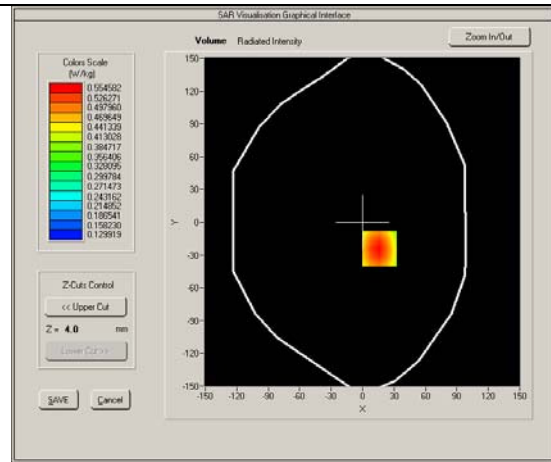 SAR Visualisation Graphical Interface
Volume Radiated Intensity
Zoom In/Out
Colors Scale
(W/kg)
0.554582
0.526271
0.497960
0.469649
0.441339
0.413028
0.384717
0.356406
0.328095
0.299784
0.271473
0.243162
0.214852
0.186541
0.158230
0.129919
Z-Cuts Control
<< Upper Cut
Z = 4.0 mm
Lower Cut >>
SAVE Cancel
150-
120-
90-
60-
30-
0-
-30-
-60-
-90-
-120-
-150-
Y
-150 -120 -90 -60 -30 0 30 60 90 120 150
X